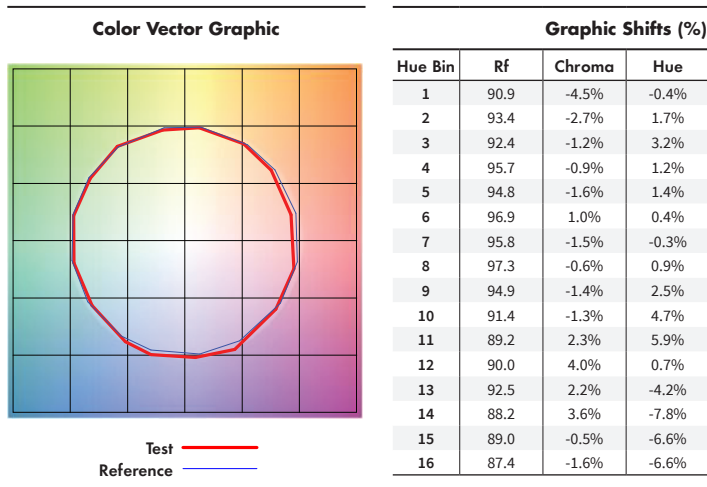 Color Vector Graphic
Test
Reference
Graphic Shifts (%)
Hue Bin Rf Chroma Hue
1 90.9 -4.5% -0.4%
2 93.4 -2.7% 1.7%
3 92.4 -1.2% 3.2%
4 95.7 -0.9% 1.2%
5 94.8 -1.6% 1.4%
6 96.9 1.0% 0.4%
7 95.8 -1.5% -0.3%
8 97.3 -0.6% 0.9%
9 94.9 -1.4% 2.5%
10 91.4 -1.3% 4.7%
11 89.2 2.3% 5.9%
12 90.0 4.0% 0.7%
13 92.5 2.2% -4.2%
14 88.2 3.6% -7.8%
15 89.0 -0.5% -6.6%
16 87.4 -1.6% -6.6%